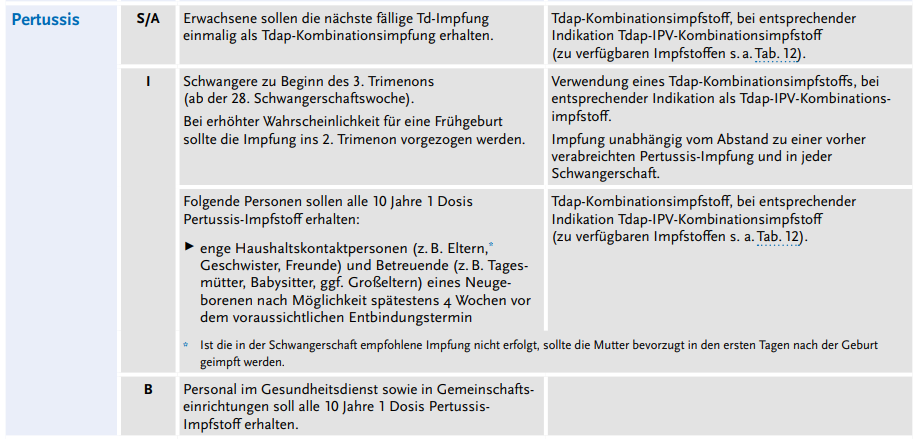 Pertussis
S/A
Erwachsene sollen die nächste fällige Td-Impfung
einmalig als Tdap-Kombinationsimpfung erhalten.
Tdap-Kombinationsimpfstoff, bei entsprechender
Indikation Tdap-IPV-Kombinationsimpfstoff
(zu verfügbaren Impfstoffen s. a. Tab. 12).
I
Schwangere zu Beginn des 3. Trimenons
(ab der 28. Schwangerschaftswoche).
Bei erhöhter Wahrscheinlichkeit für eine Frühgeburt
sollte die Impfung ins 2. Trimenon vorgezogen werden.
Verwendung eines Tdap-Kombinationsimpfstoffs, bei
entsprechender Indikation als Tdap-IPV-Kombinations-
impfstoff.
Impfung unabhängig vom Abstand zu einer vorher
verabreichten Pertussis-Impfung und in jeder
Schwangerschaft.
Folgende Personen sollen alle 10 Jahre 1 Dosis
Pertussis-Impfstoff erhalten:
► enge Haushaltskontaktpersonen (z. B. Eltern,*
Geschwister, Freunde) und Betreuende (z. B. Tages-
mütter, Babysitter, ggf. Großeltern) eines Neuge-
borenen nach Möglichkeit spätestens 4 Wochen vor
dem voraussichtlichen Entbindungstermin
Tdap-Kombinationsimpfstoff, bei entsprechender
Indikation Tdap-IPV-Kombinationsimpfstoff
(zu verfügbaren Impfstoffen s. a. Tab. 12).
* Ist die in der Schwangerschaft empfohlene Impfung nicht erfolgt, sollte die Mutter bevorzugt in den ersten Tagen nach der Geburt
geimpft werden.
B
Personal im Gesundheitsdienst sowie in Gemeinschafts-
einrichtungen soll alle 10 Jahre 1 Dosis Pertussis-
Impfstoff erhalten.